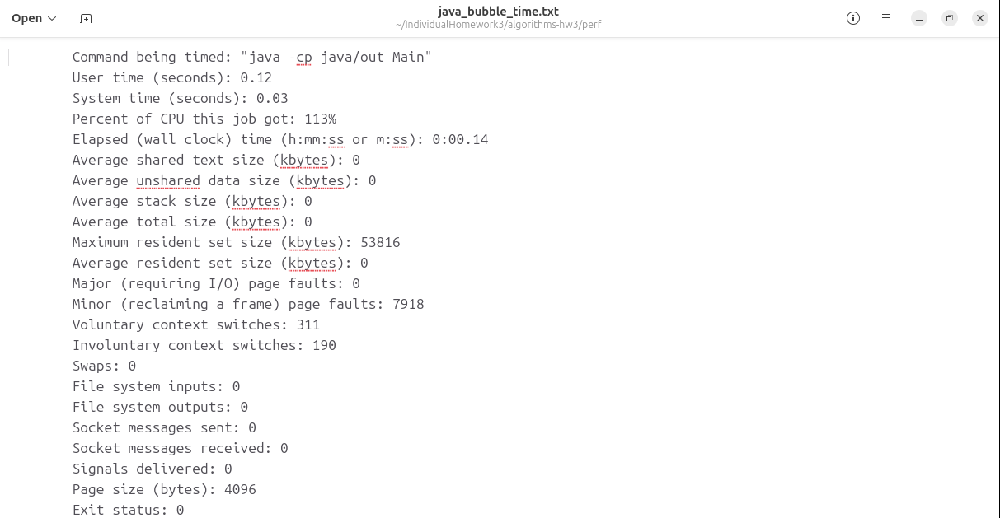 Open
java_bubble_time.txt
~/IndividualHomework3/algorithms-hw3/perf
Command being timed: "java -cp java/out Main"
User time (seconds): 0.12
System time (seconds): 0.03
Percent of CPU this job got: 113%
Elapsed (wall clock) time (h:mm:ss or m:ss): 0:00.14
Average shared text size (kbytes): 0
Average unshared data size (kbytes): 0
Average stack size (kbytes): 0
Average total size (kbytes): 0
Maximum resident set size (kbytes): 53816
Average resident set size (kbytes): 0
Major (requiring I/O) page faults: 0
Minor (reclaiming a frame) page faults: 7918
Voluntary context switches: 311
Involuntary context switches: 190
Swaps: 0
File system inputs: 0
File system outputs: 0
Socket messages sent: 0
Socket messages received: 0
Signals delivered: 0
Page size (bytes): 4096
Exit status: 0